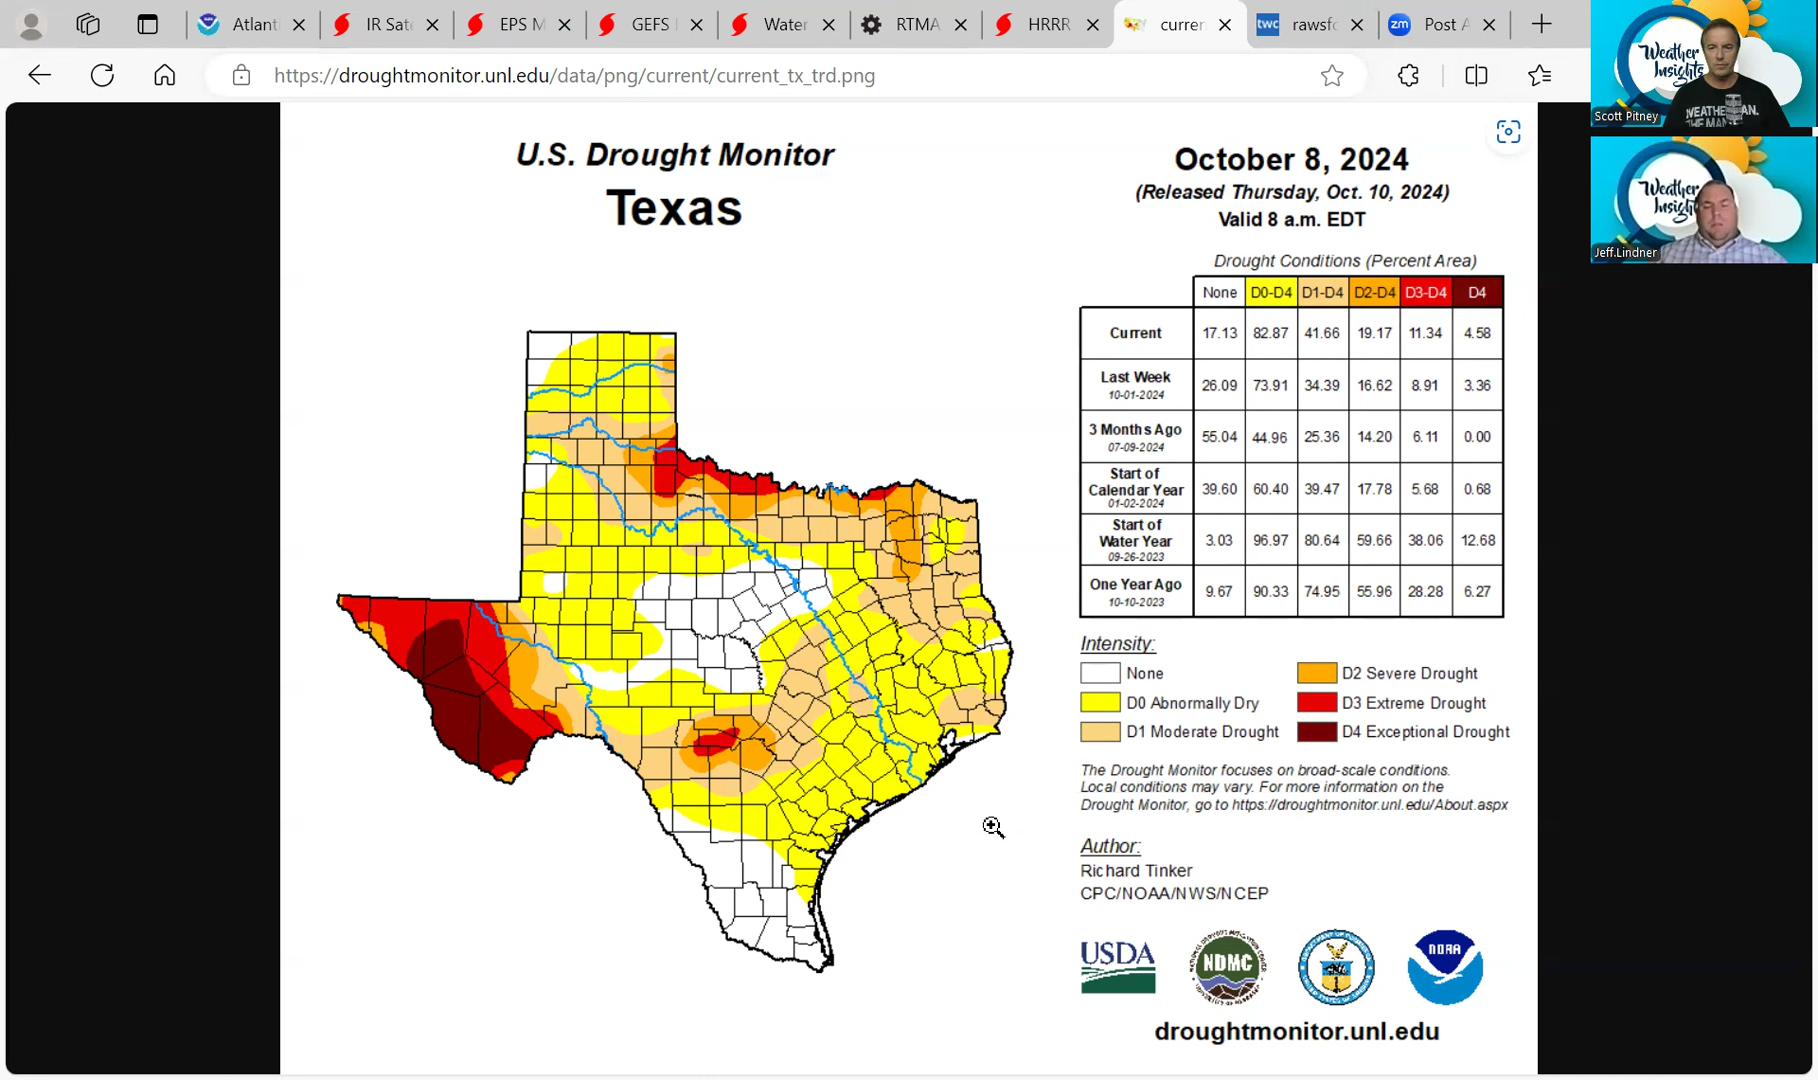 Atlant
IR Sate
EPS M
GEFS
Water
RTMA
HRRR
curren
twc
rawsfo
zm
Post A
https://droughtmonitor.unl.edu/data/png/current/current_tx_trd.png
Weather
Insights
WEATHERMAN.
Scott Pitney
Weather
Insigh
Jeff.Lindner
U.S. Drought Monitor
Texas
October 8, 2024
(Released Thursday, Oct. 10, 2024)
Valid 8 a.m. EDT
Drought Conditions (Percent Area)
None D0-D4 D1-D4 D2-D4 D3-D4 D4
Current 17.13 82.87 41.66 19.17 11.34 4.58
Last Week
10-01-2024 26.09 73.91 34.39 16.62 8.91 3.36
3 Months Ago
07-09-2024 55.04 44.96 25.36 14.20 6.11 0.00
Start of
Calendar Year
01-02-2024 39.60 60.40 39.47 17.78 5.68 0.68
Start of
Water Year
09-26-2023 3.03 96.97 80.64 59.66 38.06 12.68
One Year Ago
10-10-2023 9.67 90.33 74.95 55.96 28.28 6.27
Intensity:
None
D0 Abnormally Dry
D1 Moderate Drought
D2 Severe Drought
D3 Extreme Drought
D4 Exceptional Drought
The Drought Monitor focuses on broad-scale conditions.
Local conditions may vary. For more information on the
Drought Monitor, go to https://droughtmonitor.unl.edu/About.aspx
Author:
Richard Tinker
CPC/NOAA/NWS/NCEP
USDA
NDMC
NOAA
droughtmonitor.unl.edu